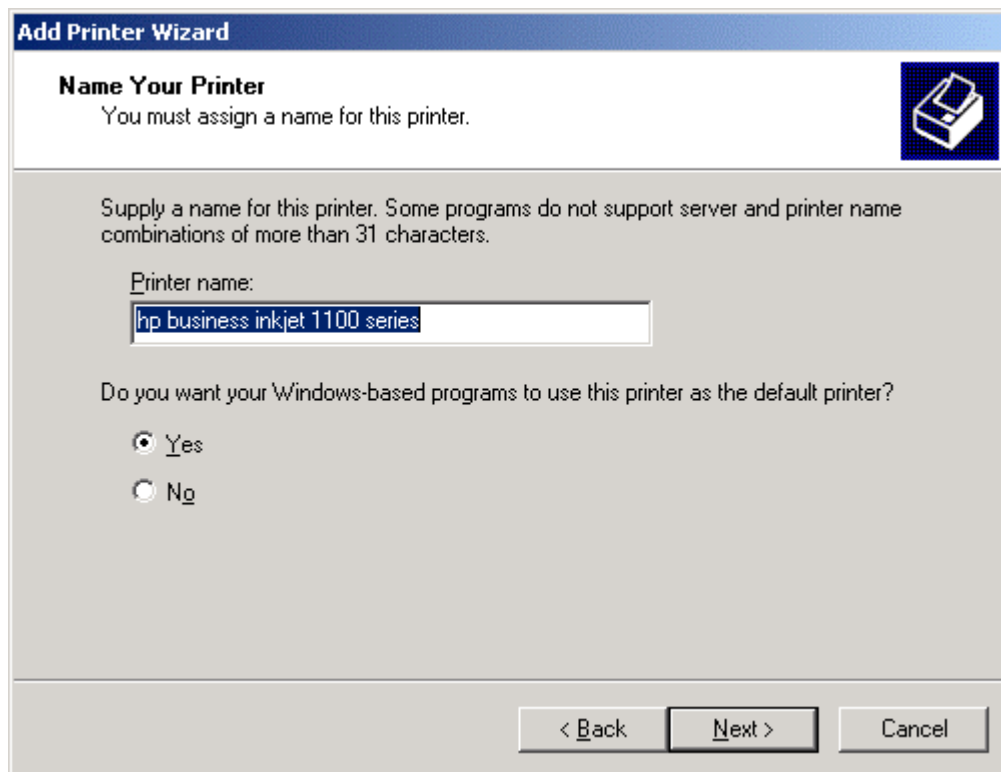 Add Printer Wizard
Name Your Printer
You must assign a name for this printer.
Supply a name for this printer. Some programs do not support server and printer name
combinations of more than 31 characters.
Printer name:
hp business inkjet 1100 series
Do you want your Windows-based programs to use this printer as the default printer?
Yes
No
< Back Next > Cancel